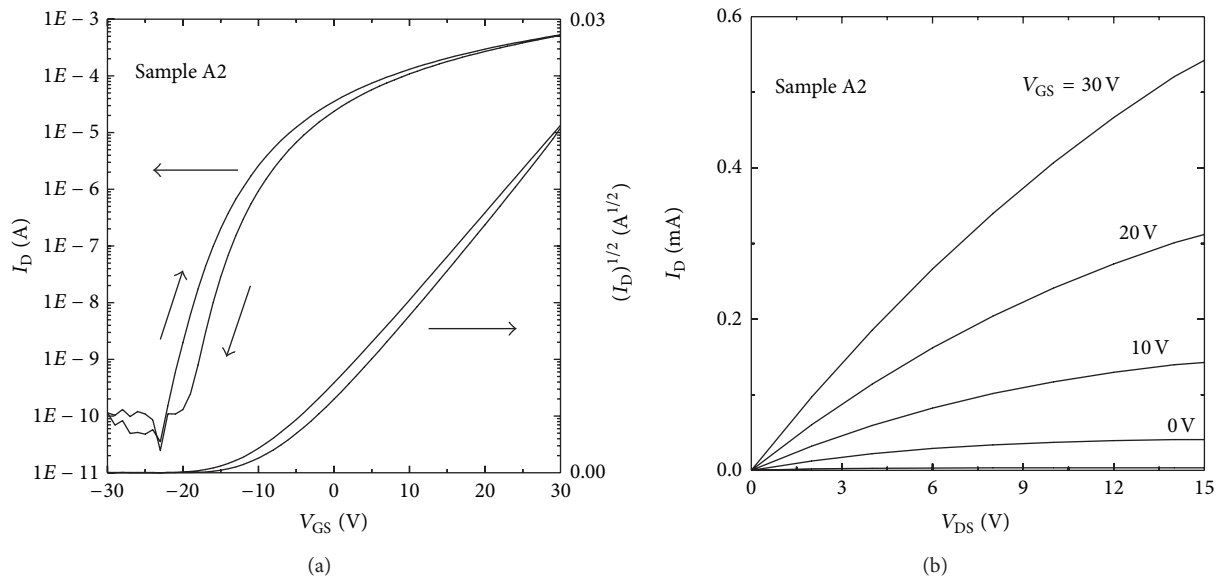 1E − 3
1E − 4
1E − 5
1E − 6
1E − 7
1E − 8
1E − 9
1E − 10
1E − 11
I_D (A)
Sample A2
−30 −20 −10 0 10 20 30
V_GS (V)
0.03
0.00
(I_D)^1/2 (A^1/2)
(a)
0.6
0.4
0.2
0.0
I_D (mA)
Sample A2
V_GS = 30 V
20 V
10 V
0 V
0 3 6 9 12 15
V_DS (V)
(b)